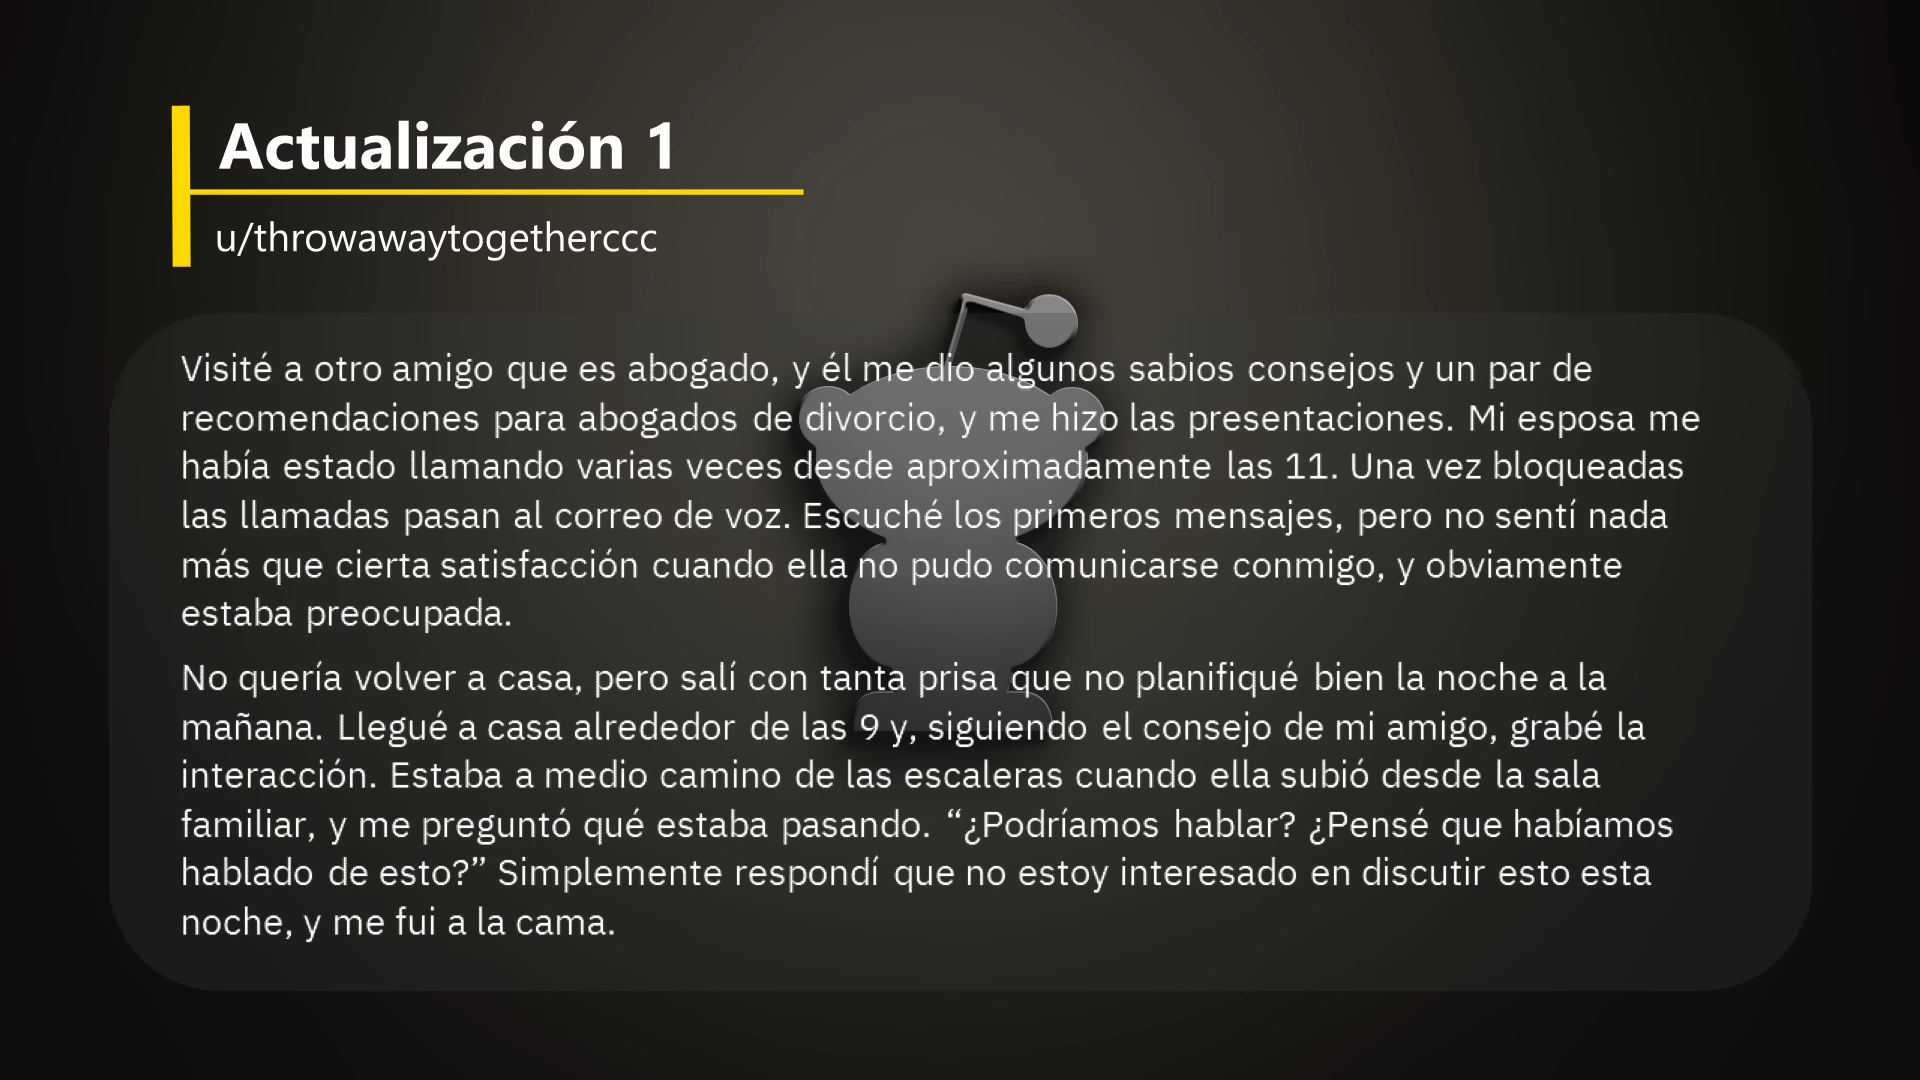 Actualización 1
u/throwawaytogetherccc
Visité a otro amigo que es abogado, y él me dio algunos sabios consejos y un par de
recomendaciones para abogados de divorcio, y me hizo las presentaciones. Mi esposa me
había estado llamando varias veces desde aproximadamente las 11. Una vez bloqueadas
las llamadas pasan al correo de voz. Escuché los primeros mensajes, pero no sentí nada
más que cierta satisfacción cuando ella no pudo comunicarse conmigo, y obviamente
estaba preocupada.
No quería volver a casa, pero salí con tanta prisa que no planifiqué bien la noche a la
mañana. Llegué a casa alrededor de las 9 y, siguiendo el consejo de mi amigo, grabé la
interacción. Estaba a medio camino de las escaleras cuando ella subió desde la sala
familiar, y me preguntó qué estaba pasando. “¿Podríamos hablar? ¿Pensé que habíamos
hablado de esto?” Simplemente respondí que no estoy interesado en discutir esto esta
noche, y me fui a la cama.